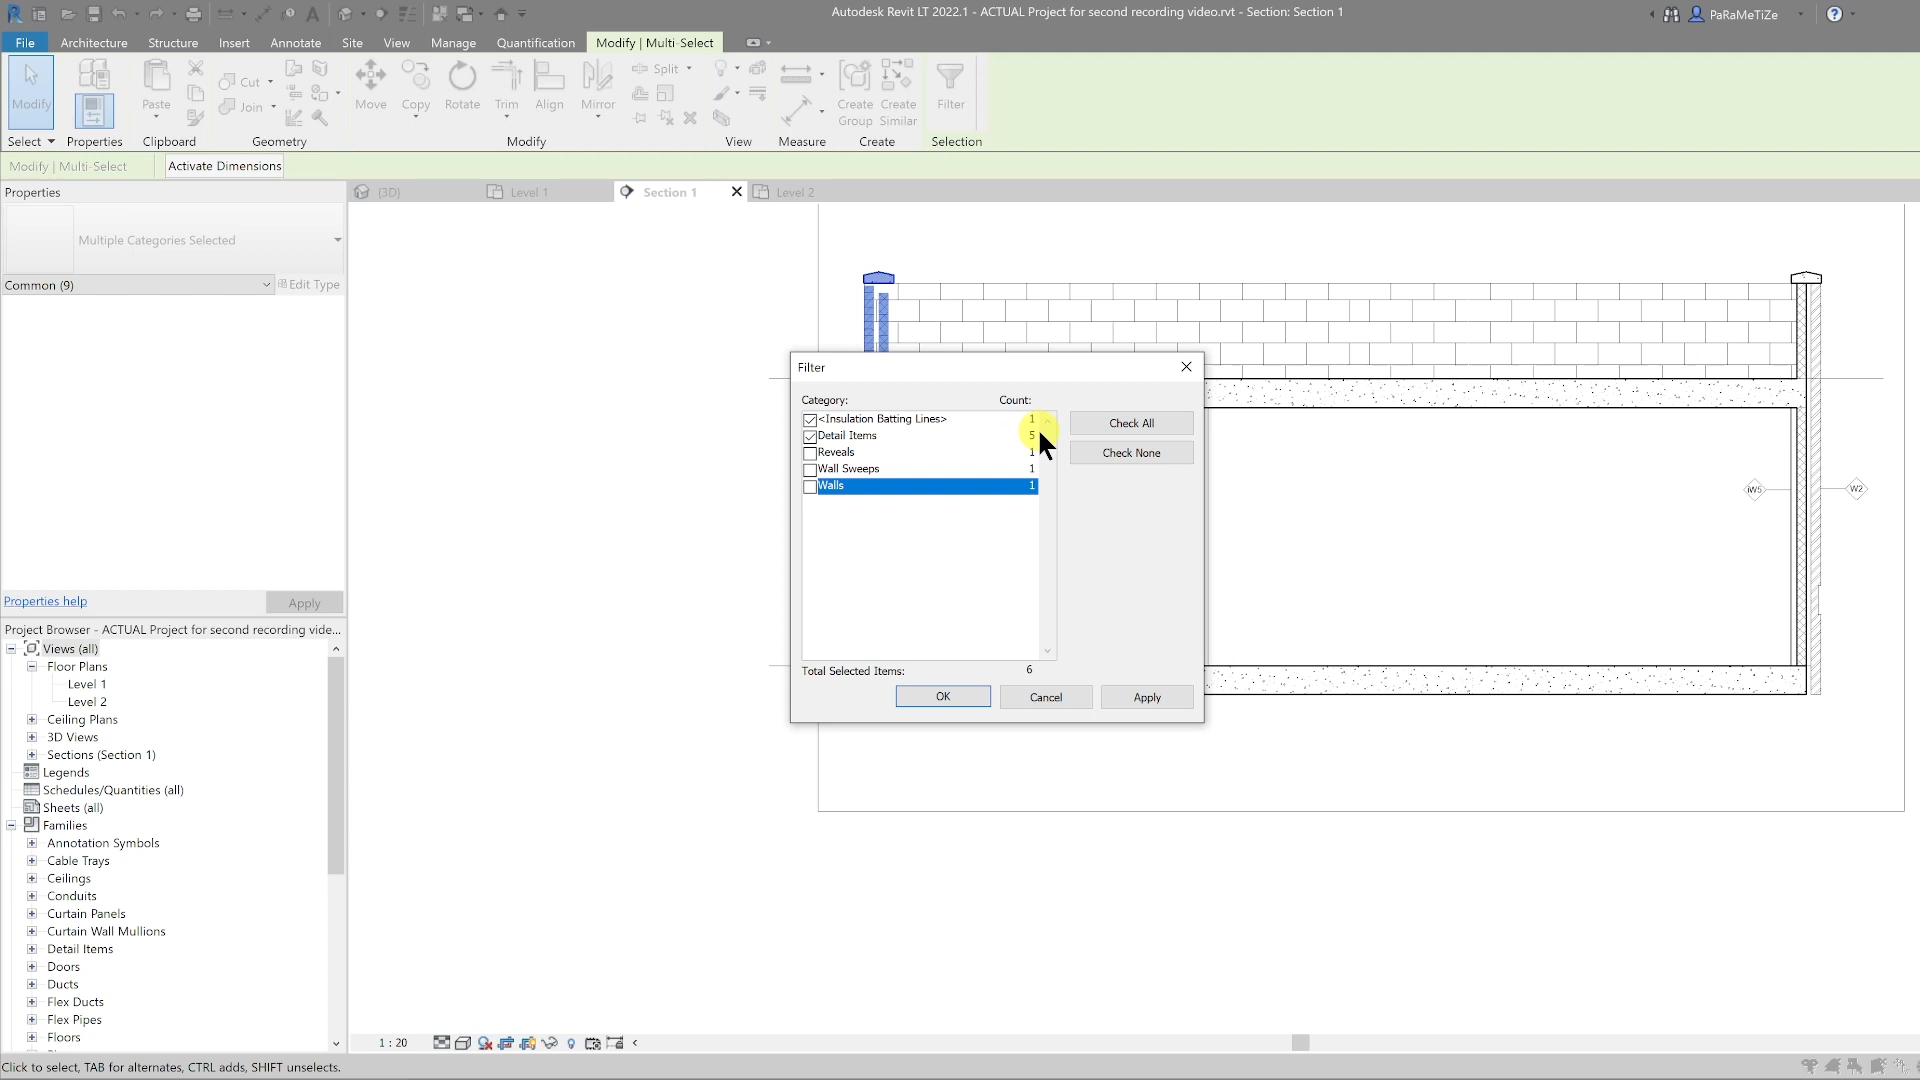 Autodesk Revit LT 2022.1 - ACTUAL Project for second recording video.rvt - Section: Section 1
PaRaMeTiZe
File Architecture Structure Insert Annotate Site View Manage Quantification Modify | Multi-Select
Modify Paste Cut Join Move Copy Rotate Trim Align Mirror Split Create Group Create Similar Filter
Select Properties Clipboard Geometry Modify View Measure Create Selection
Modify | Multi-Select Activate Dimensions
Properties
{3D} Level 1 Section 1 Level 2
Multiple Categories Selected
Common (9) Edit Type
Filter
Category: Count:
<Insulation Batting Lines> 1
Detail Items 5
Reveals 1
Wall Sweeps 1
Walls 1
Check All
Check None
Total Selected Items: 6
OK Cancel Apply
iW5 W2
Properties help Apply
Project Browser - ACTUAL Project for second recording vide...
Views (all)
Floor Plans
Level 1
Level 2
Ceiling Plans
3D Views
Sections (Section 1)
Legends
Schedules/Quantities (all)
Sheets (all)
Families
Annotation Symbols
Cable Trays
Ceilings
Conduits
Curtain Panels
Curtain Wall Mullions
Detail Items
Doors
Ducts
Flex Ducts
Flex Pipes
Floors
1 : 20
Click to select, TAB for alternates, CTRL adds, SHIFT unselects.